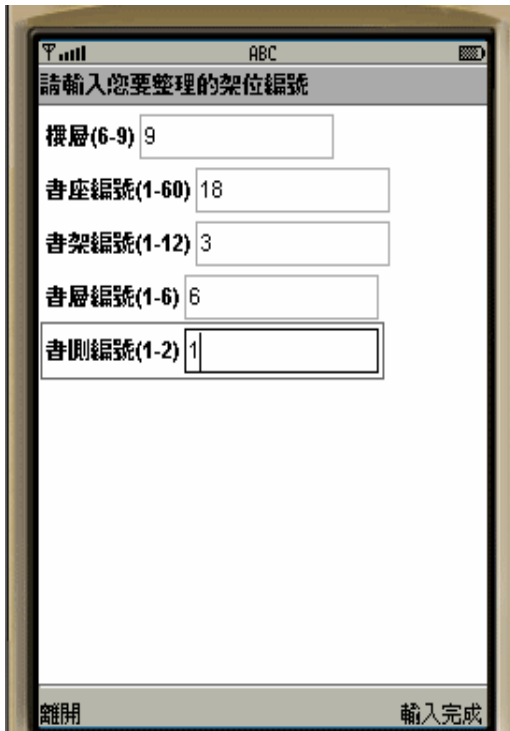 ABC
請輸入您要整理的架位編號
樓層(6-9) 9
書座編號(1-60) 18
書架編號(1-12) 3
書層編號(1-6) 6
書側編號(1-2) 1
離開 輸入完成